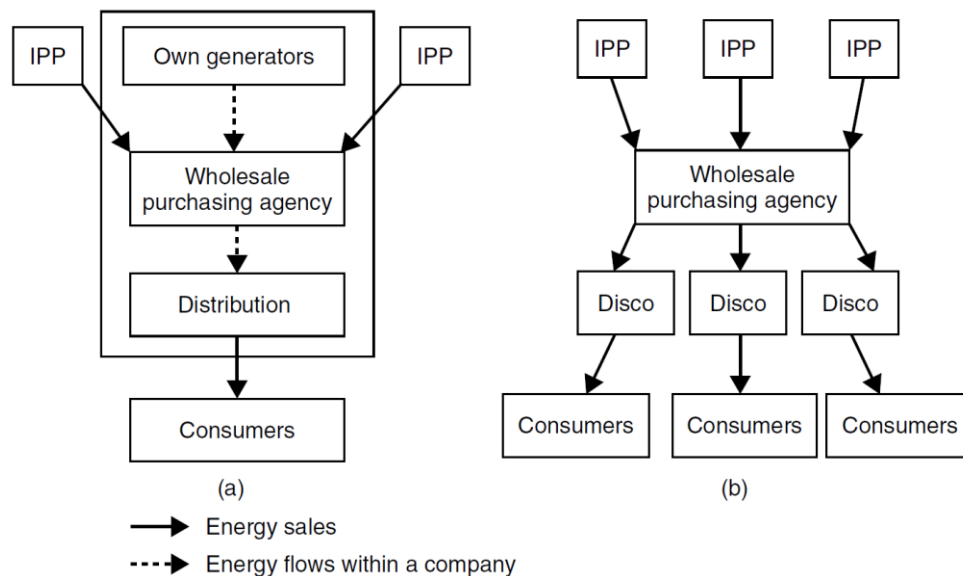 IPP
Own generators
IPP
Wholesale
purchasing agency
Distribution
Consumers
(a)
IPP
IPP
IPP
Wholesale
purchasing agency
Disco
Disco
Disco
Consumers
Consumers
Consumers
(b)
Energy sales
Energy flows within a company